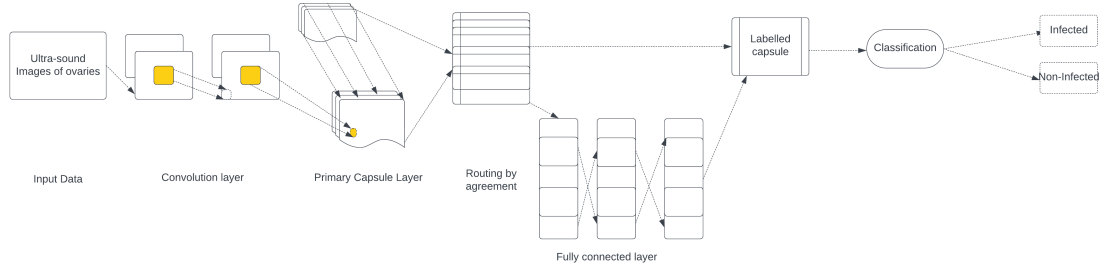 Ultra-sound
Images of ovaries
Labelled
capsule
Classification
Infected
Non-Infected
Input Data
Convolution layer
Primary Capsule Layer
Routing by
agreement
Fully connected layer